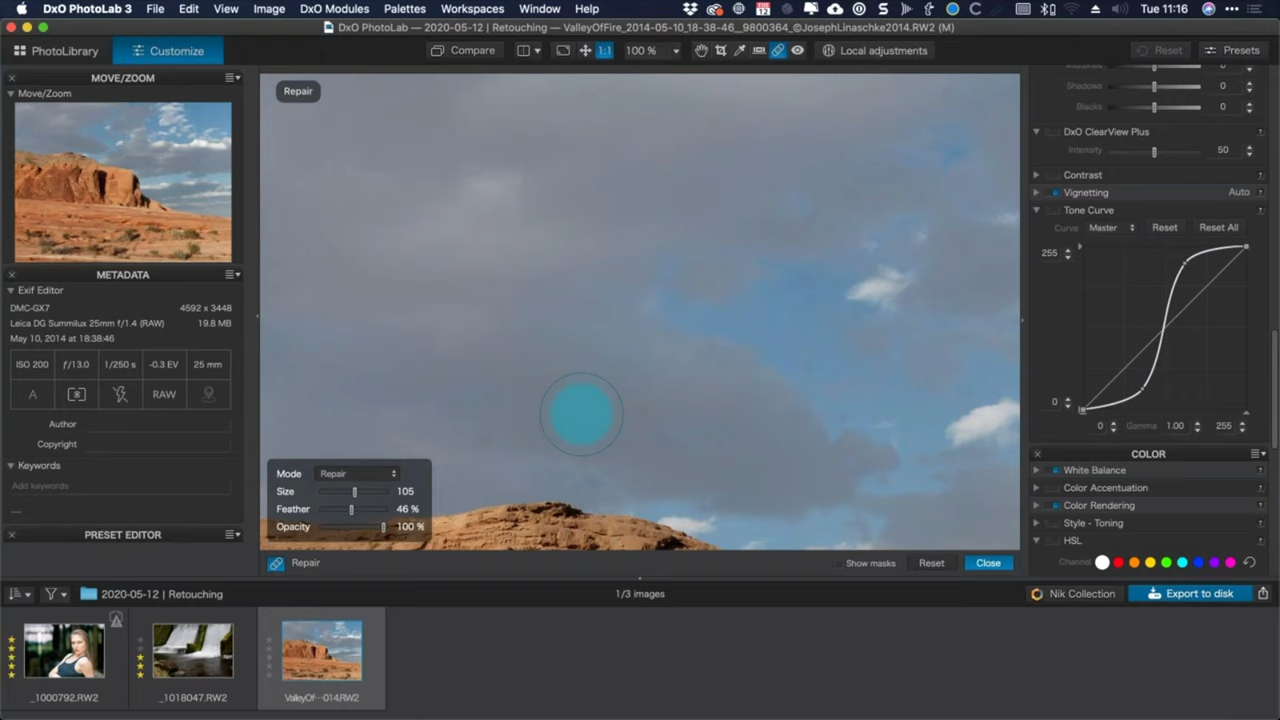 DxO PhotoLab 3 File Edit View Image DxO Modules Palettes Workspaces Window Help Tue 11:16
DxO PhotoLab 3 — 2020-05-12 | Retouching — ValleyOfFire_2014-05-10_18-38-46__9800364_©JosephLinaschke2014.RW2 (M)
PhotoLibrary Customize Compare 1:1 100 % Local adjustments Reset Presets
MOVE/ZOOM
Move/Zoom
METADATA
Exif Editor
DMC-GX7 4592 x 3448
Leica DG Summilux 25mm f/1.4 (RAW) 19.8 MB
May 10, 2014 at 18:38:46
ISO 200 ƒ/13.0 1/250 s -0.3 EV 25 mm
A RAW
Author
Copyright
Keywords
Add keywords
PRESET EDITOR
Repair
Mode Repair
Size 105
Feather 46 %
Opacity 100 %
Repair Show masks Reset Close
Midtones 0
Shadows 0
Blacks 0
DxO ClearView Plus
Intensity 50
Contrast
Vignetting Auto
Tone Curve
Curve Master Reset Reset All
255
0
0 Gamma 1.00 255
COLOR
White Balance
Color Accentuation
Color Rendering
Style - Toning
HSL
Channel
2020-05-12 | Retouching 1/3 images Nik Collection Export to disk
_1000792.RW2 _1018047.RW2 ValleyOf···014.RW2